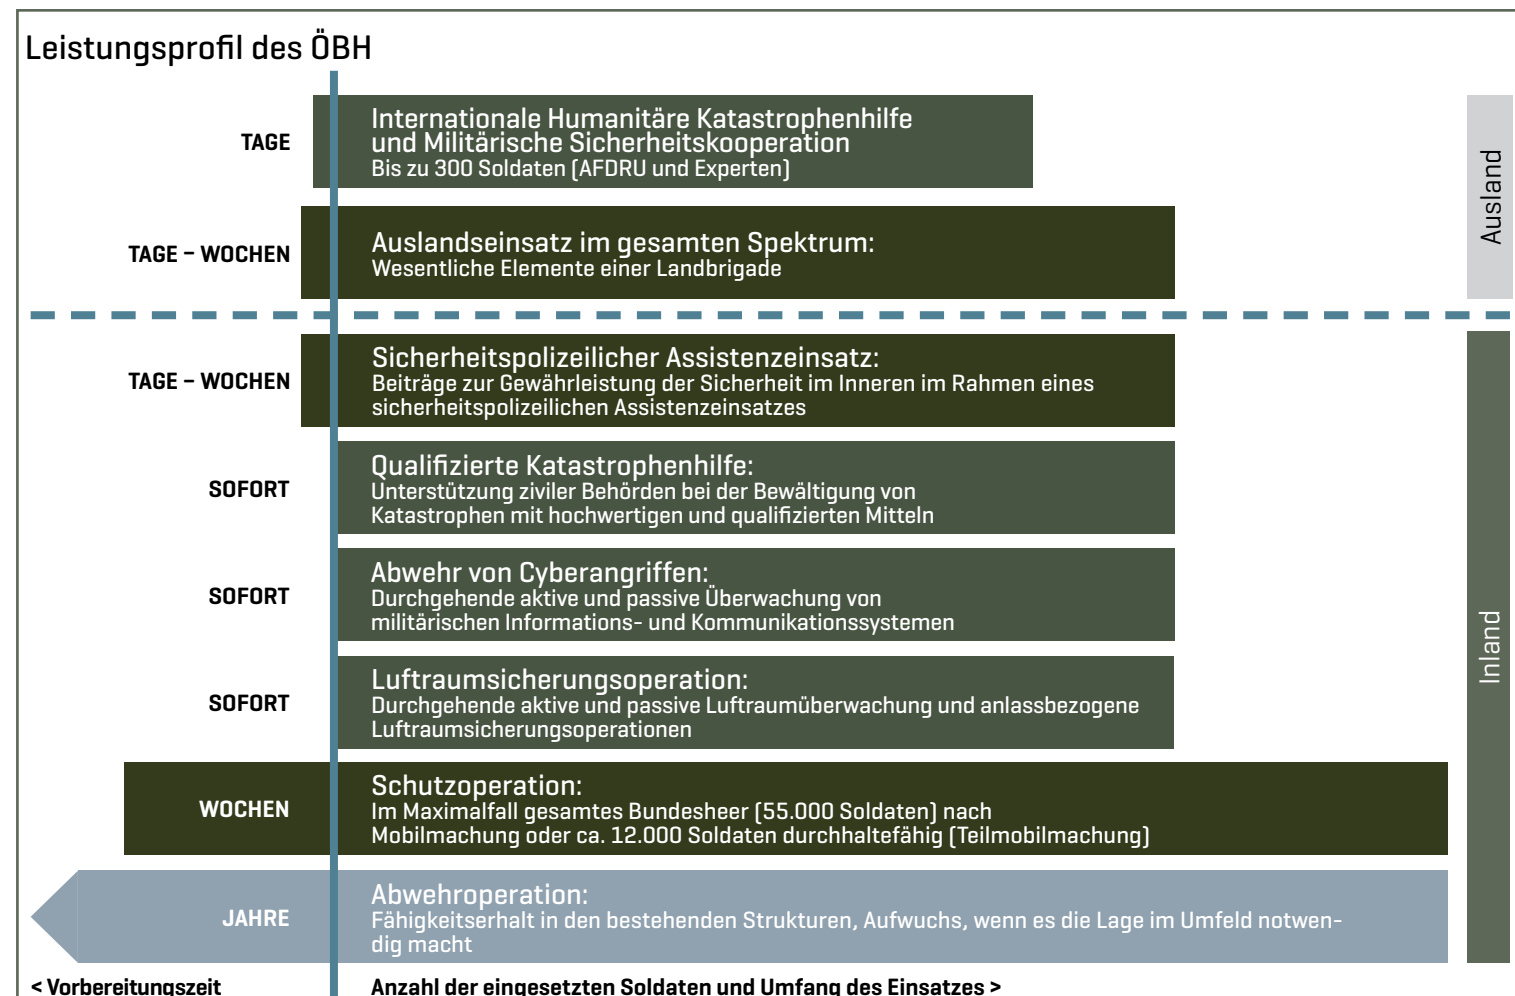 Leistungsprofil des ÖBH
TAGE
Internationale Humanitäre Katastrophenhilfe
und Militärische Sicherheitskooperation
Bis zu 300 Soldaten (AFDRU und Experten)
TAGE – WOCHEN
Auslandseinsatz im gesamten Spektrum:
Wesentliche Elemente einer Landbrigade
Ausland
TAGE – WOCHEN
Sicherheitspolizeilicher Assistenzeinsatz:
Beiträge zur Gewährleistung der Sicherheit im Inneren im Rahmen eines
sicherheitspolizeilichen Assistenzeinsatzes
SOFORT
Qualifizierte Katastrophenhilfe:
Unterstützung ziviler Behörden bei der Bewältigung von
Katastrophen mit hochwertigen und qualifizierten Mitteln
SOFORT
Abwehr von Cyberangriffen:
Durchgehende aktive und passive Überwachung von
militärischen Informations- und Kommunikationssystemen
SOFORT
Luftraumsicherungsoperation:
Durchgehende aktive und passive Luftraumüberwachung und anlassbezogene
Luftraumsicherungsoperationen
WOCHEN
Schutzoperation:
Im Maximalfall gesamtes Bundesheer (55.000 Soldaten) nach
Mobilmachung oder ca. 12.000 Soldaten durchhaltefähig (Teilmobilmachung)
JAHRE
Abwehroperation:
Fähigkeitserhalt in den bestehenden Strukturen, Aufwuchs, wenn es die Lage im Umfeld notwen-
dig macht
Inland
< Vorbereitungszeit
Anzahl der eingesetzten Soldaten und Umfang des Einsatzes >